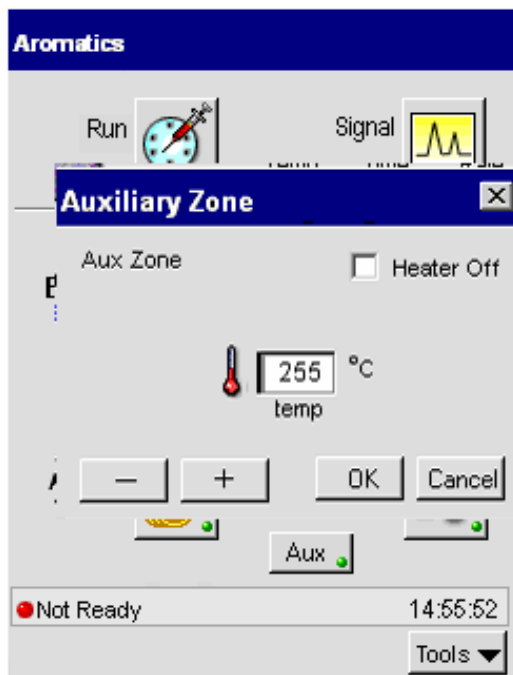 Aromatics
Run
Signal
Auxiliary Zone
Aux Zone
Heater Off
255 °C
temp
− + OK Cancel
Aux
Not Ready 14:55:52
Tools